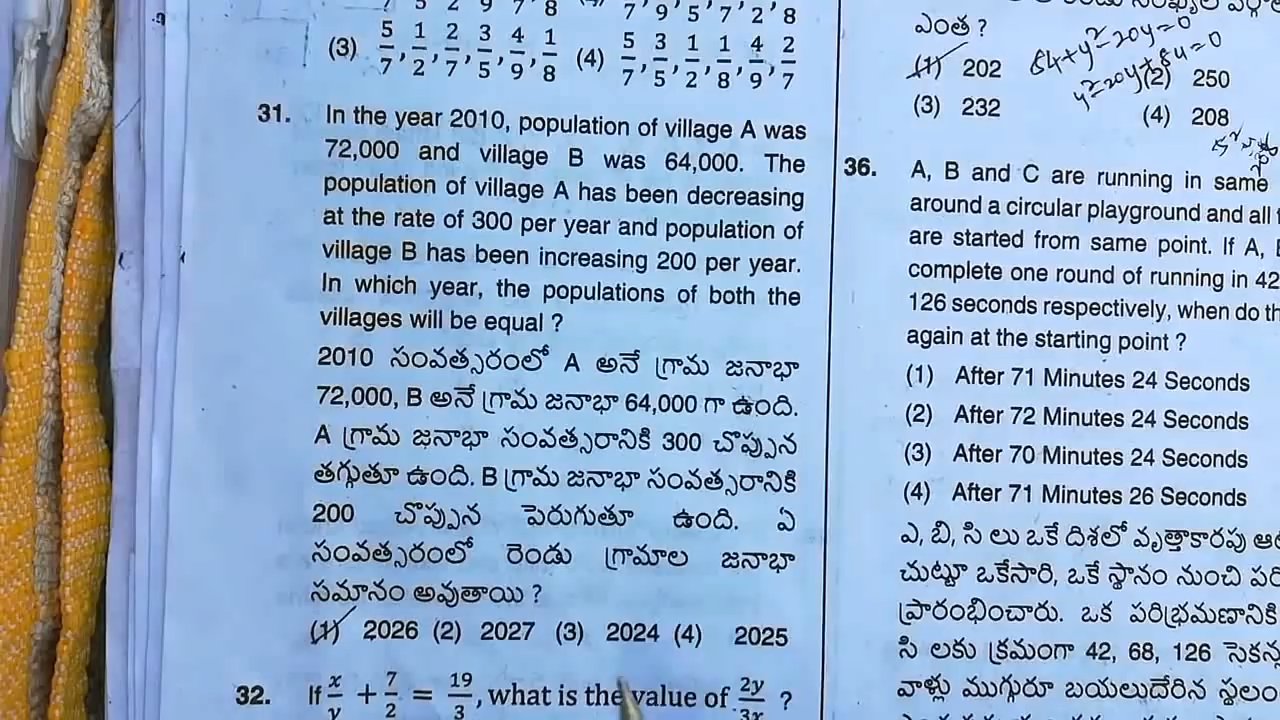 (3) 5/7, 1/2, 2/7, 3/5, 4/9, 1/8 (4) 5/7, 3/5, 1/2, 1/8, 4/9, 2/7
31. In the year 2010, population of village A was
72,000 and village B was 64,000. The
population of village A has been decreasing
at the rate of 300 per year and population of
village B has been increasing 200 per year.
In which year, the populations of both the
villages will be equal ?
2010 సంవత్సరంలో A అనే గ్రామ జనాభా
72,000, B అనే గ్రామ జనాభా 64,000 గా ఉంది.
A గ్రామ జనాభా సంవత్సరానికి 300 చొప్పున
తగ్గుతూ ఉంది. B గ్రామ జనాభా సంవత్సరానికి
200 చొప్పున పెరుగుతూ ఉంది. ఏ
సంవత్సరంలో రెండు గ్రామాల జనాభా
సమానం అవుతాయి ?
(1) 2026 (2) 2027 (3) 2024 (4) 2025
32. If x/y + 7/2 = 19/3, what is the value of 2y/3x ?
ఎంత ?
(1) 202 (2) 250
(3) 232 (4) 208
84+y²-20y=0
y²-20y+84=0
36. A, B and C are running in same
around a circular playground and all
are started from same point. If A,
complete one round of running in 42
126 seconds respectively, when do
again at the starting point ?
(1) After 71 Minutes 24 Seconds
(2) After 72 Minutes 24 Seconds
(3) After 70 Minutes 24 Seconds
(4) After 71 Minutes 26 Seconds
ఎ, బి, సి లు ఒకే దిశలో వృత్తాకారపు
చుట్టూ ఒకేసారి, ఒకే స్థానం నుంచి
ప్రారంభించారు. ఒక పరిభ్రమణానికి
సి లకు క్రమంగా 42, 68, 126
వాళ్లు ముగ్గురూ బయలుదేరిన స్థలం